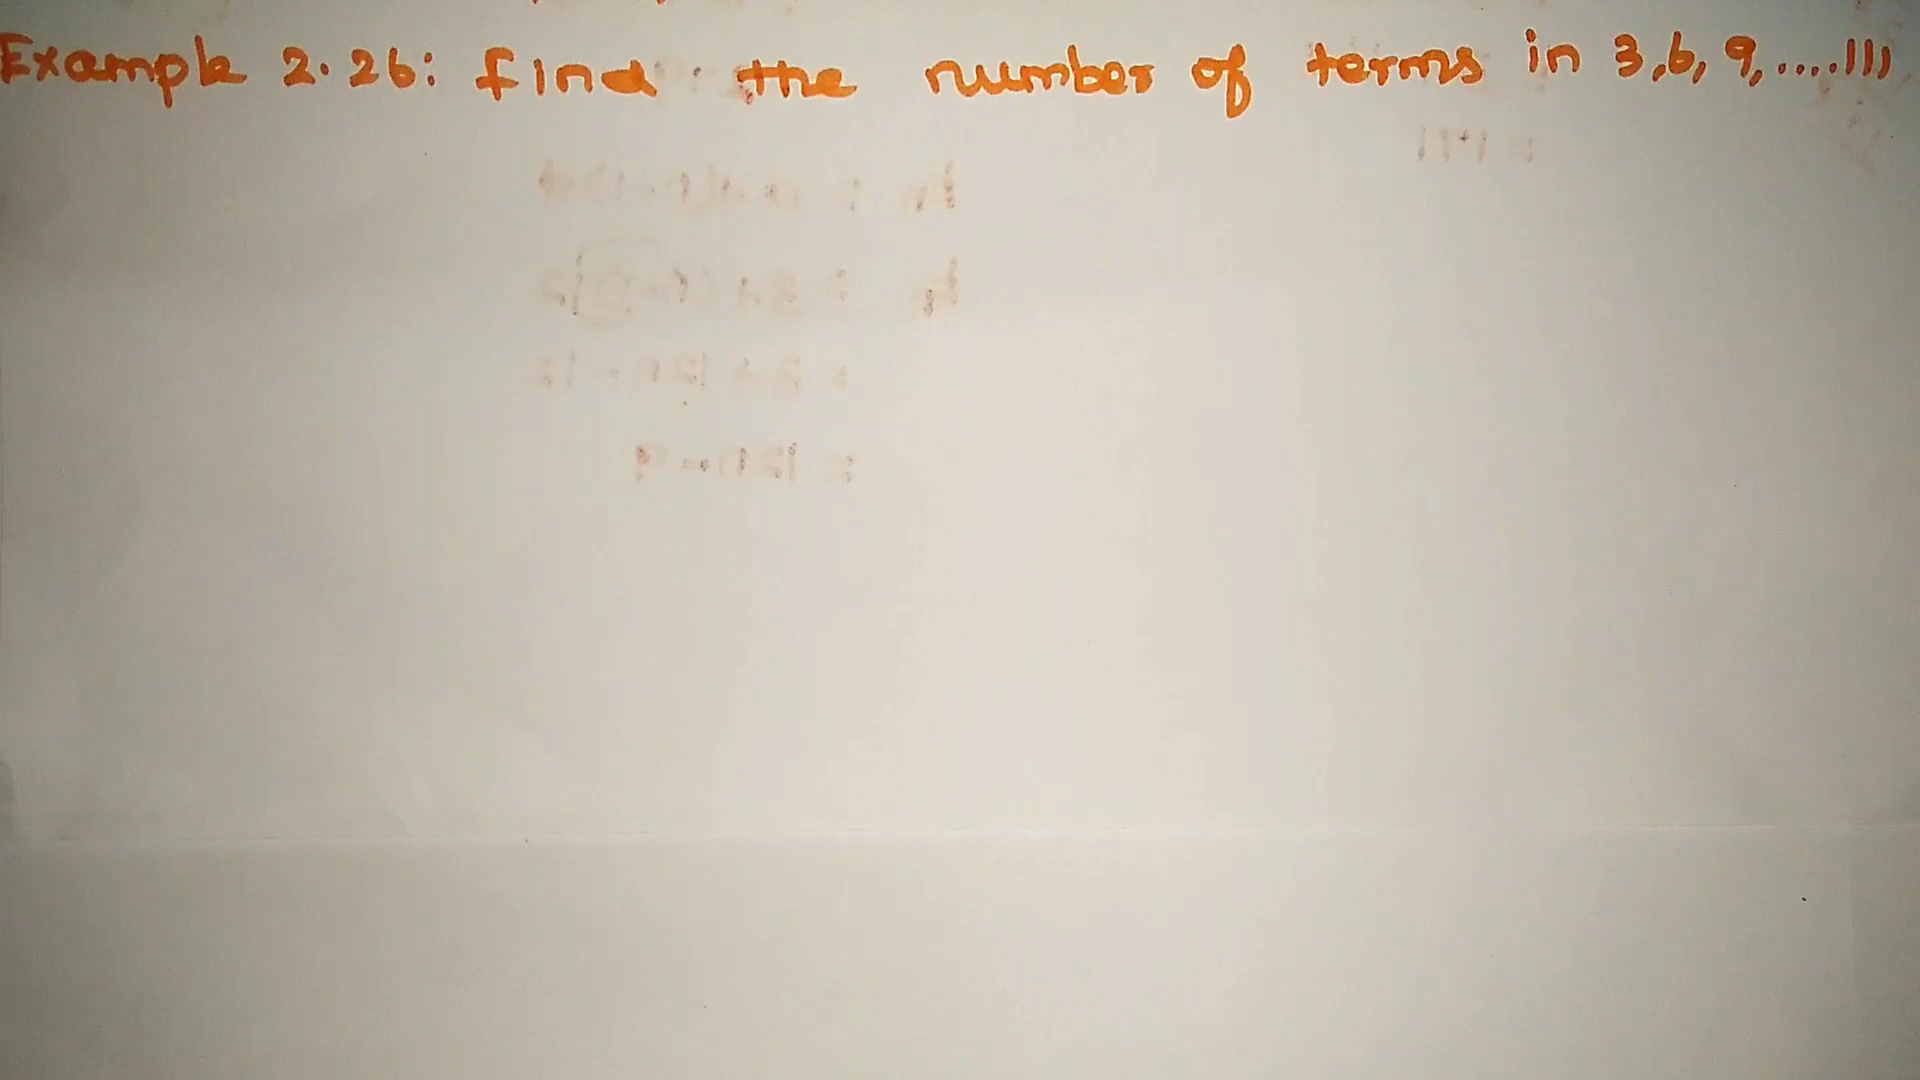 Example 2.26: find the number of terms in 3,6,9,....111